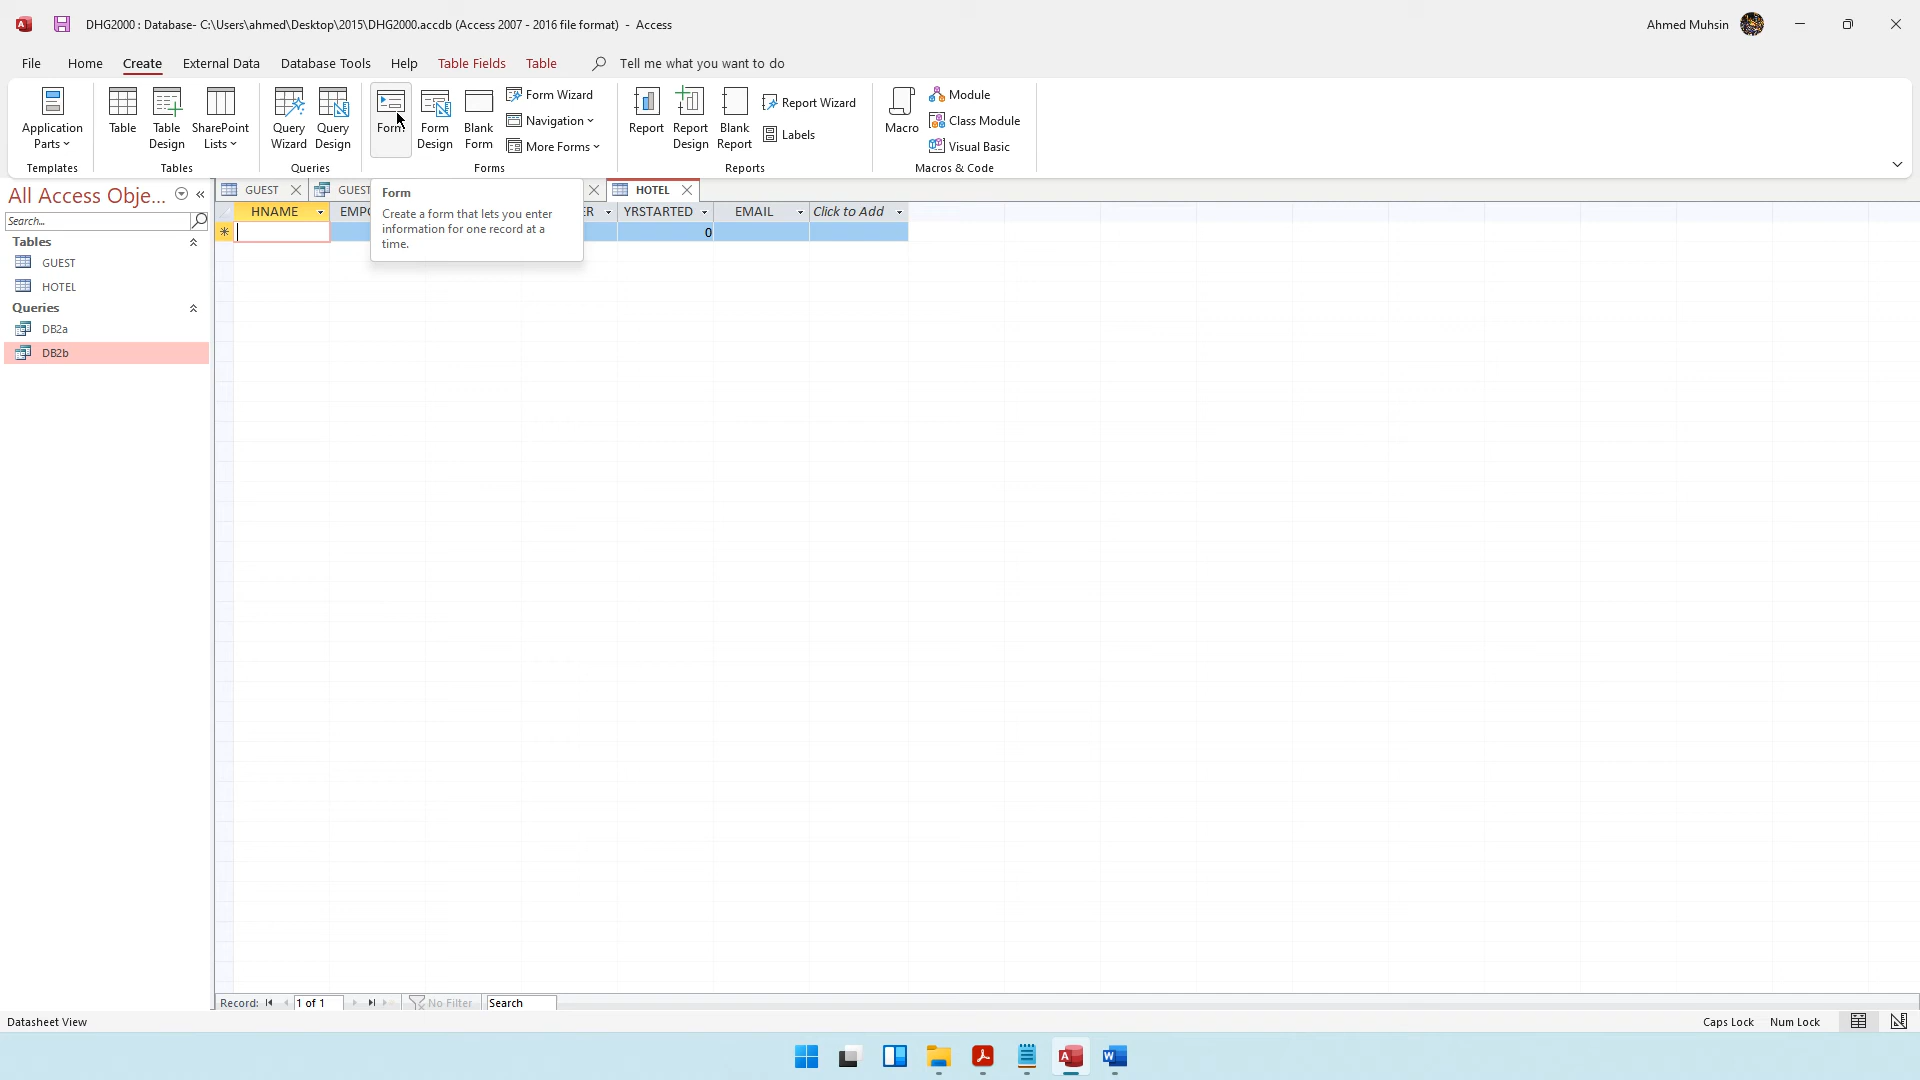 DHG2000 : Database- C:\Users\ahmed\Desktop\2015\DHG2000.accdb (Access 2007 - 2016 file format) - Access
Ahmed Muhsin
File Home Create External Data Database Tools Help Table Fields Table Tell me what you want to do
Application Parts
Table
Table Design
SharePoint Lists
Query Wizard
Query Design
Form
Form Design
Blank Form
Form Wizard
Navigation
More Forms
Report
Report Design
Blank Report
Report Wizard
Labels
Macro
Module
Class Module
Visual Basic
Templates Tables Queries Forms Reports Macros & Code
All Access Obje...
Search...
Tables
GUEST
HOTEL
Queries
DB2a
DB2b
GUEST GUEST HOTEL
HNAME EMPC ER YRSTARTED EMAIL Click to Add
0
Form
Create a form that lets you enter
information for one record at a
time.
Record: 1 of 1 No Filter Search
Datasheet View
Caps Lock Num Lock